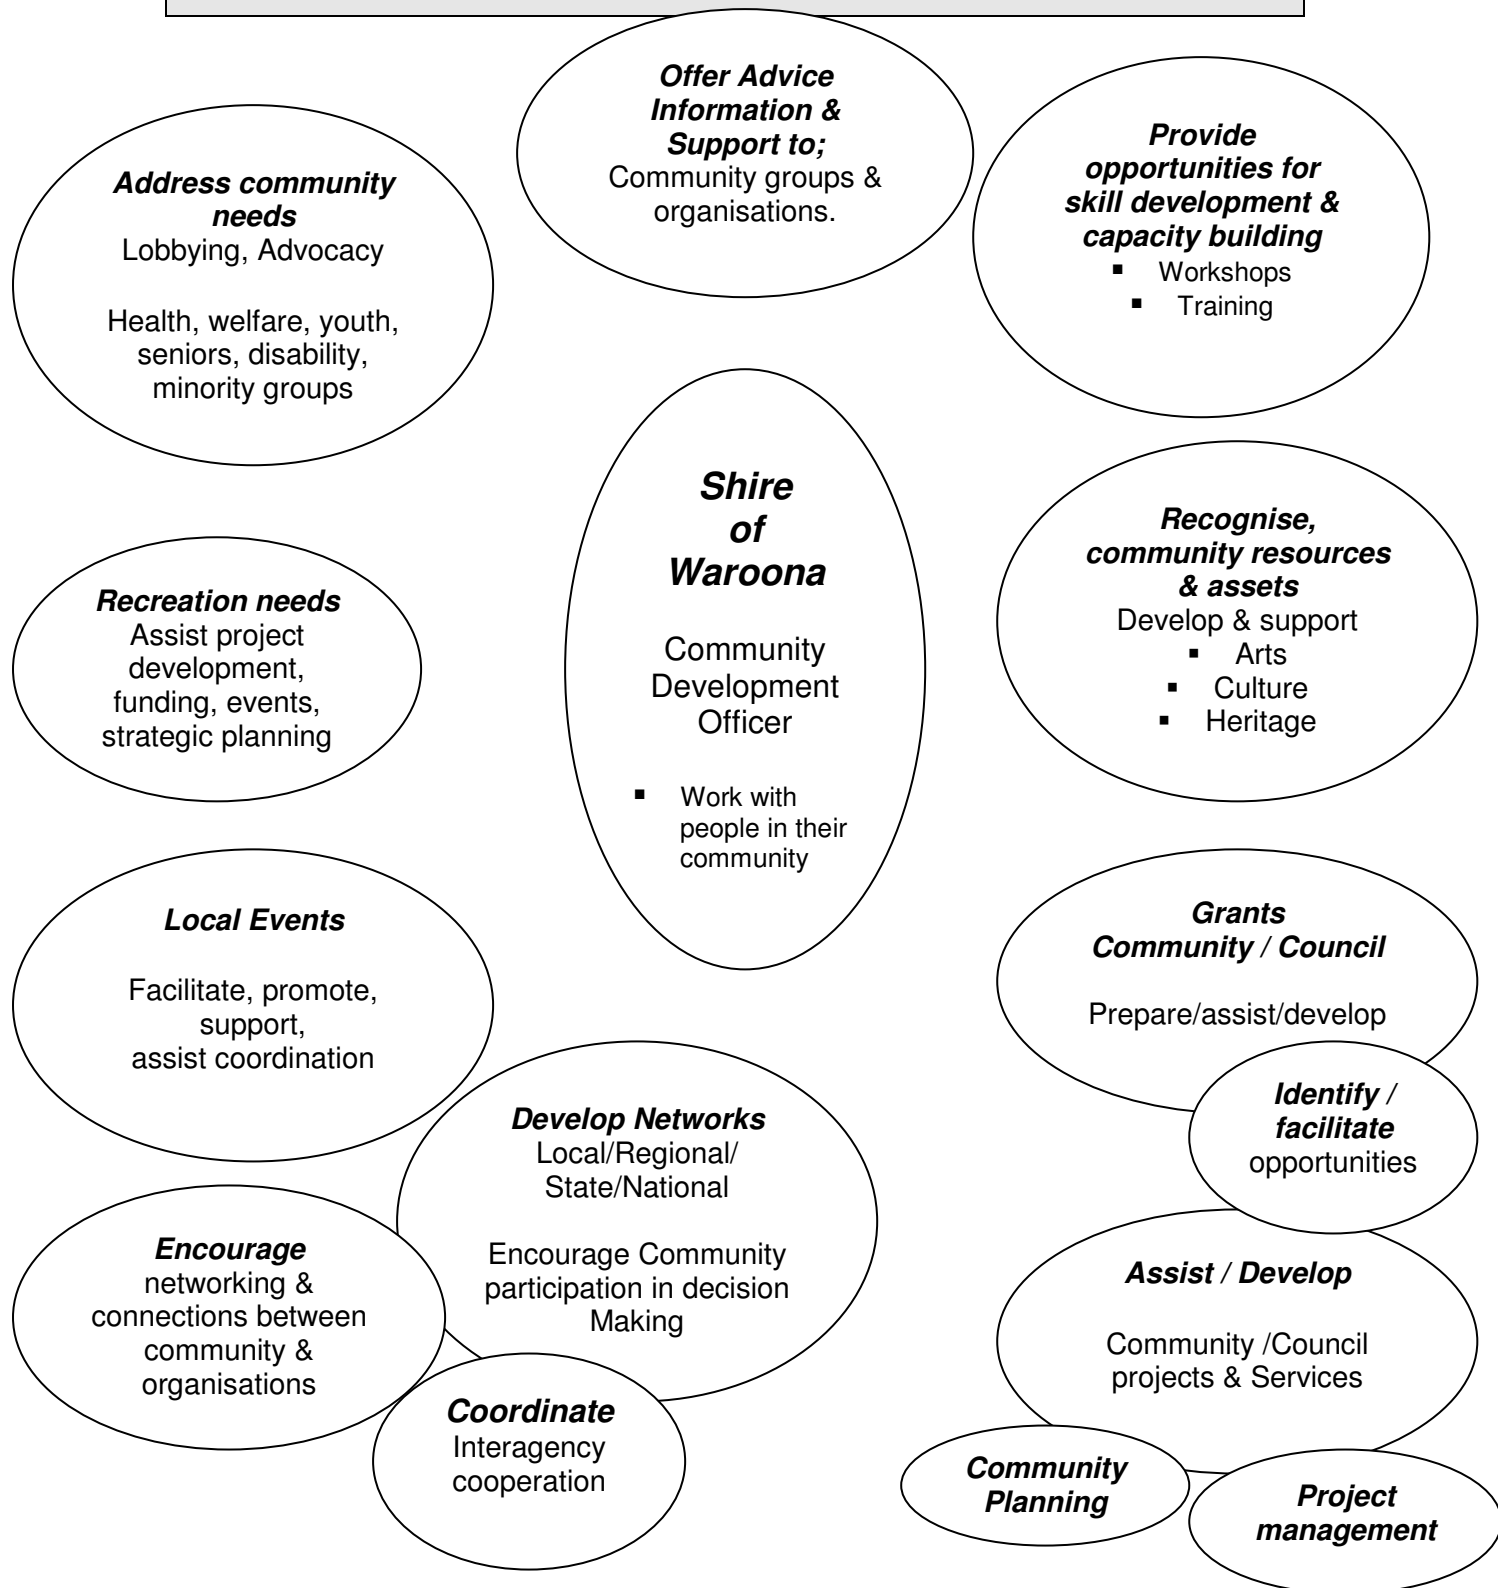 Offer Advice
Information &
Support to;
Community groups &
organisations.
Address community
needs
Lobbying, Advocacy
Health, welfare, youth,
seniors, disability,
minority groups
Provide
opportunities for
skill development &
capacity building
▪ Workshops
▪ Training
Shire
of
Waroona
Community
Development
Officer
▪ Work with
people in their
community
Recognise,
community resources
& assets
Develop & support
▪ Arts
▪ Culture
▪ Heritage
Recreation needs
Assist project
development,
funding, events,
strategic planning
Local Events
Facilitate, promote,
support,
assist coordination
Grants
Community / Council
Prepare/assist/develop
Identify /
facilitate
opportunities
Develop Networks
Local/Regional/
State/National
Encourage Community
participation in decision
Making
Encourage
networking &
connections between
community &
organisations
Coordinate
Interagency
cooperation
Assist / Develop
Community /Council
projects & Services
Community
Planning
Project
management